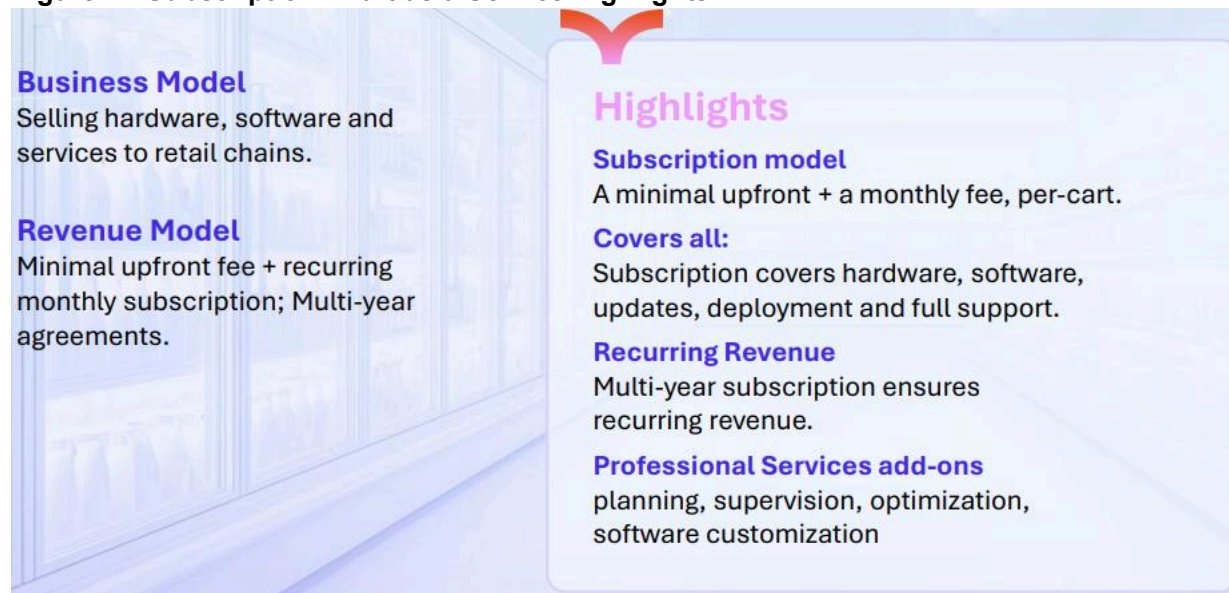 Business Model
Selling hardware, software and
services to retail chains.
Revenue Model
Minimal upfront fee + recurring
monthly subscription; Multi-year
agreements.
Highlights
Subscription model
A minimal upfront + a monthly fee, per-cart.
Covers all:
Subscription covers hardware, software,
updates, deployment and full support.
Recurring Revenue
Multi-year subscription ensures
recurring revenue.
Professional Services add-ons
planning, supervision, optimization,
software customization